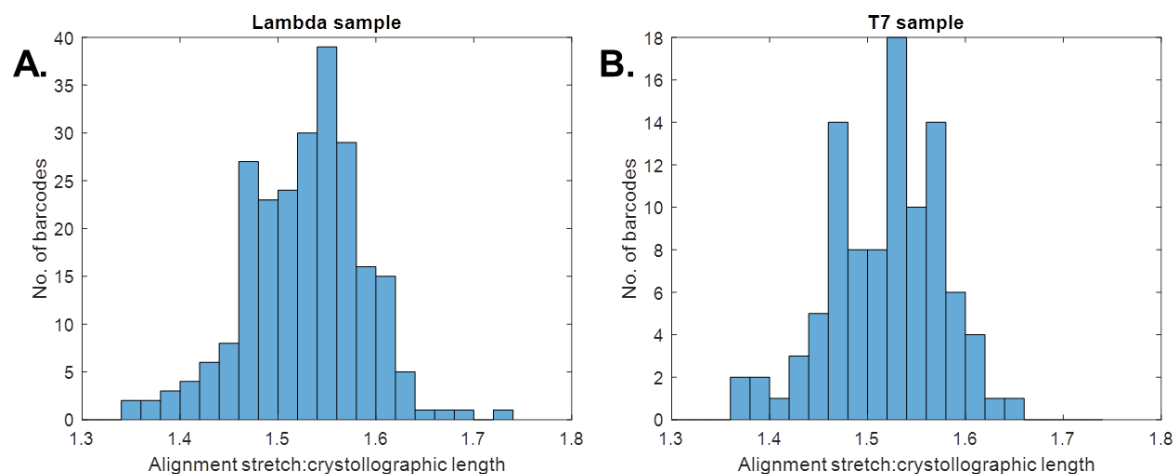 Lambda sample
A.
40
35
30
25
20
15
10
5
0
No. of barcodes
1.3 1.4 1.5 1.6 1.7 1.8
Alignment stretch:crystollographic length
T7 sample
B.
18
16
14
12
10
8
6
4
2
0
No. of barcodes
1.3 1.4 1.5 1.6 1.7 1.8
Alignment stretch:crystollographic length